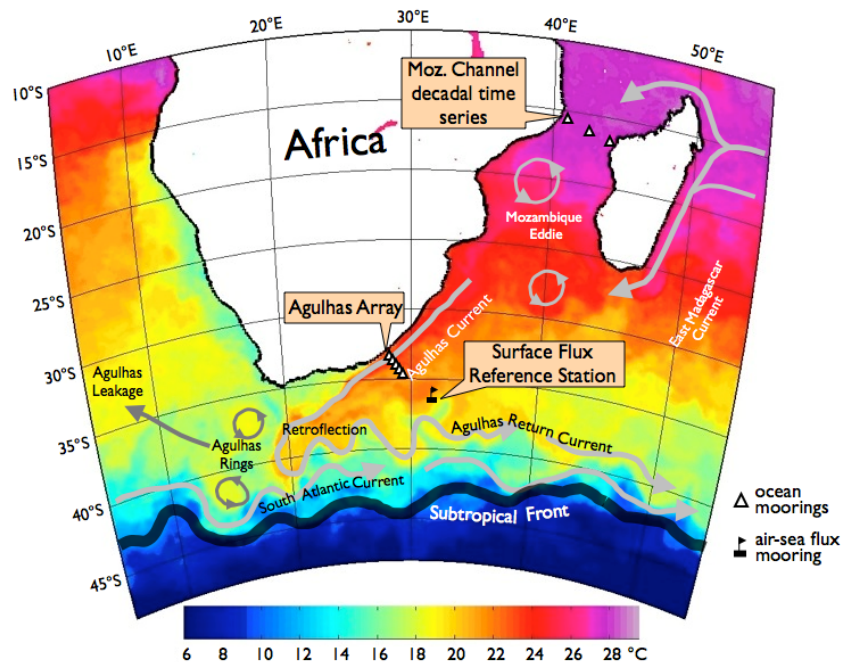 10°E
20°E
30°E
40°E
50°E
10°S
15°S
20°S
25°S
30°S
35°S
40°S
45°S
Moz. Channel
decadal time
series
Africa
Mozambique
Eddie
East Madagascar
Current
Agulhas Array
Agulhas Current
Surface Flux
Reference Station
Agulhas
Leakage
Agulhas
Rings
Retroflection
Agulhas Return Current
South Atlantic Current
Subtropical Front
ocean
moorings
air-sea flux
mooring
6 8 10 12 14 16 18 20 22 24 26 28 °C